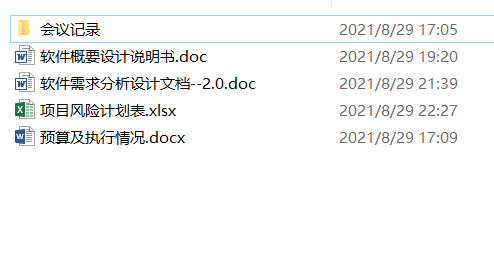 会议记录 2021/8/29 17:05
软件概要设计说明书.doc 2021/8/29 19:20
软件需求分析设计文档--2.0.doc 2021/8/29 21:39
项目风险计划表.xlsx 2021/8/29 22:27
预算及执行情况.docx 2021/8/29 17:09